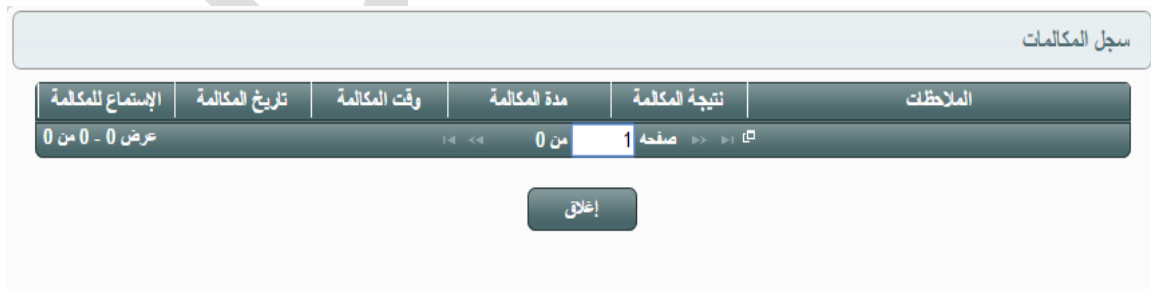 سجل المكالمات
الملاحظات نتيجة المكالمة مدة المكالمة وقت المكالمة تاريخ المكالمة الإستماع للمكالمة
صفحه 1 من 0 عرض 0 - 0 من 0
إغلاق